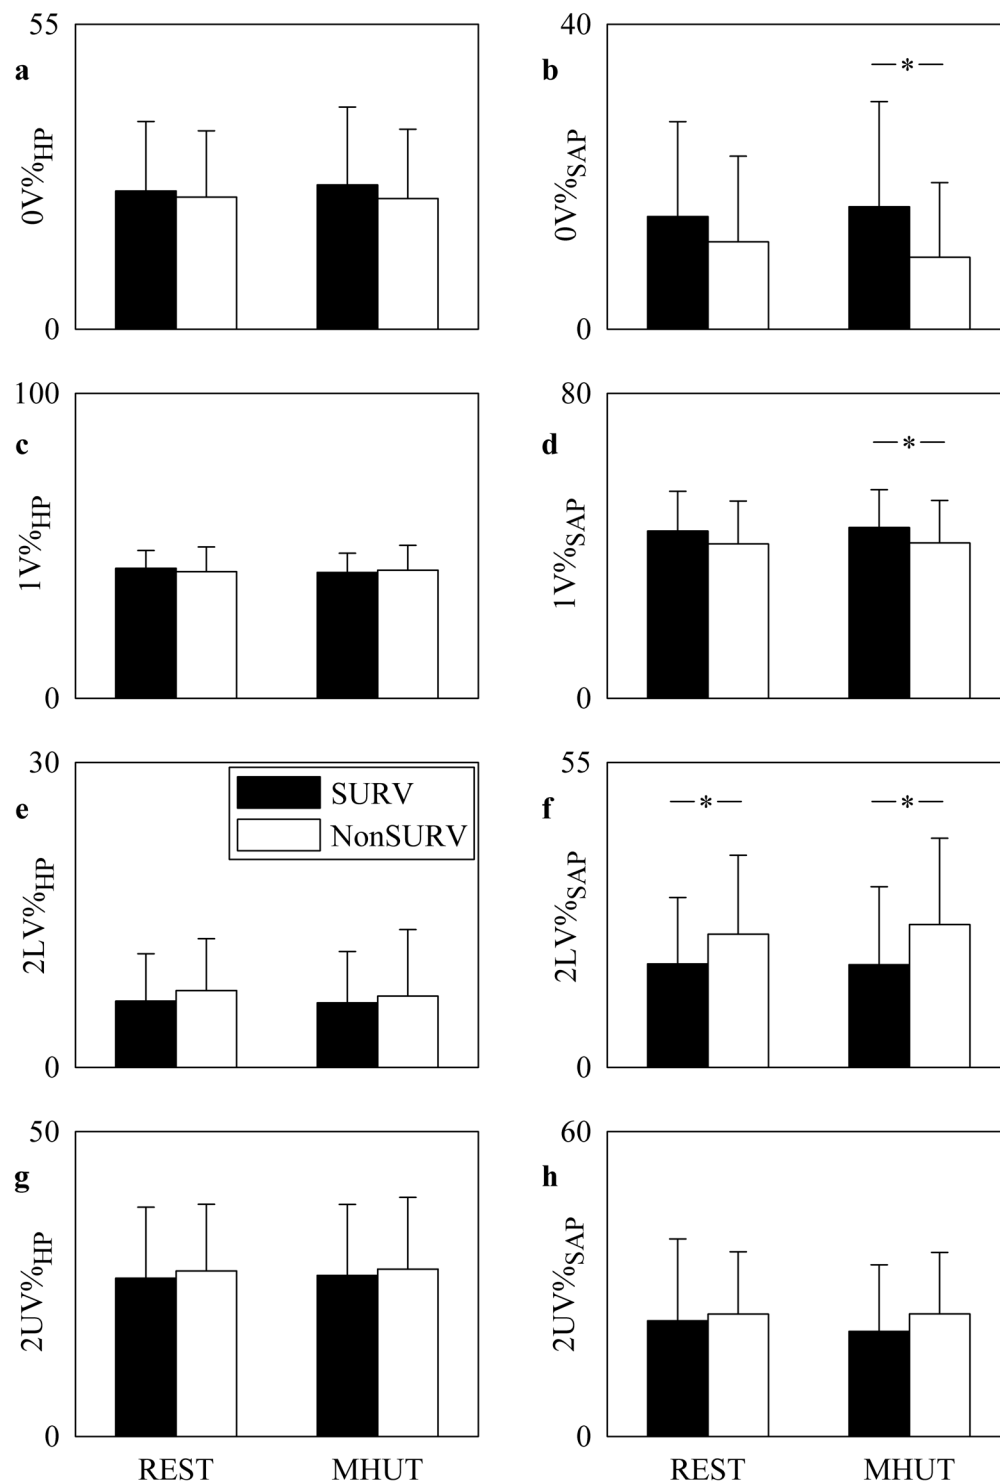 55
a
0V%HP
0
40
b
— * —
0V%SAP
0
100
c
1V%HP
0
80
d
— * —
1V%SAP
0
30
e
SURV
NonSURV
2LV%HP
0
55
f
— * —
— * —
2LV%SAP
0
50
g
2UV%HP
0
REST
MHUT
60
h
2UV%SAP
0
REST
MHUT